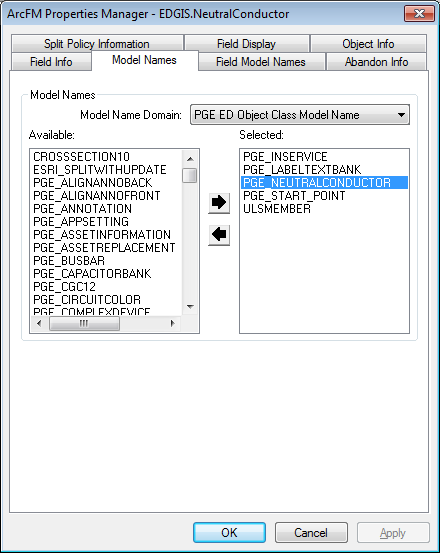 ArcFM Properties Manager - EDGIS.NeutralConductor
Split Policy Information Field Display Object Info
Field Info Model Names Field Model Names Abandon Info
Model Names
Model Name Domain: PGE ED Object Class Model Name
Available: Selected:
CROSSSECTION10
ESRI_SPLITWITHUPDATE
PGE_ALIGNANNOBACK
PGE_ALIGNANNOFRONT
PGE_ANNOTATION
PGE_APPSETTING
PGE_ASSETINFORMATION
PGE_ASSETREPLACEMENT
PGE_BUSBAR
PGE_CAPACITORBANK
PGE_CGC12
PGE_CIRCUITCOLOR
PGE_COMPLEXDEVICE
PGE_INSERVICE
PGE_LABELTEXTBANK
PGE_NEUTRALCONDUCTOR
PGE_START_POINT
ULSMEMBER
OK Cancel Apply